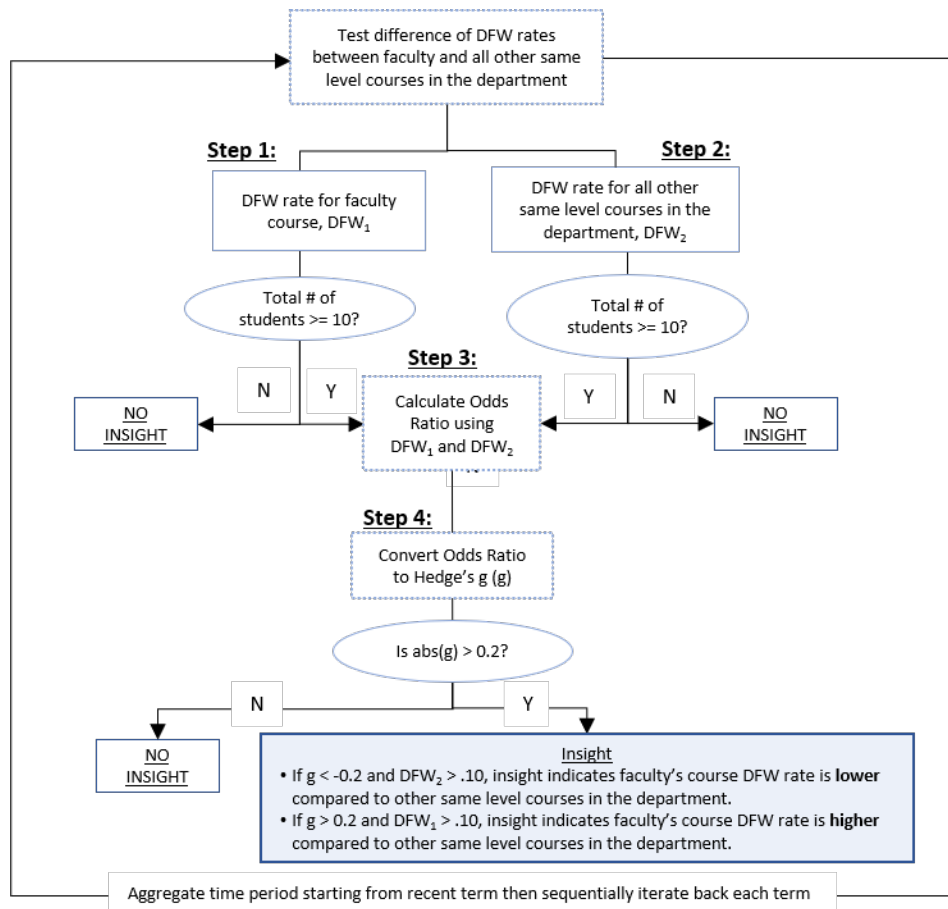 Test difference of DFW rates
between faculty and all other same
level courses in the department
Step 1:
Step 2:
DFW rate for faculty
course, DFW₁
DFW rate for all other
same level courses in the
department, DFW₂
Total # of
students >= 10?
Total # of
students >= 10?
Step 3:
N
Y
Y
N
NO
INSIGHT
Calculate Odds
Ratio using
DFW₁ and DFW₂
NO
INSIGHT
Step 4:
Convert Odds Ratio
to Hedge's g (g)
Is abs(g) > 0.2?
N
Y
NO
INSIGHT
Insight
• If g < -0.2 and DFW₂ > .10, insight indicates faculty's course DFW rate is lower
compared to other same level courses in the department.
• If g > 0.2 and DFW₁ > .10, insight indicates faculty's course DFW rate is higher
compared to other same level courses in the department.
Aggregate time period starting from recent term then sequentially iterate back each term